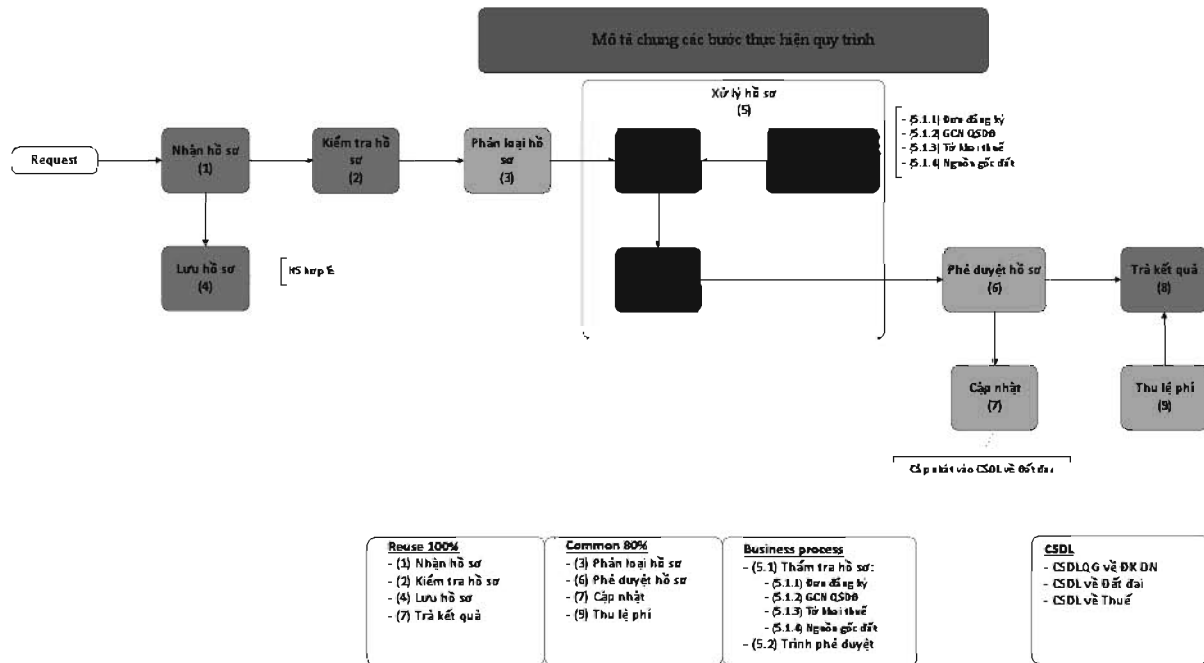 Mô tả chung các bước thực hiện quy trình
Xử lý hồ sơ
(5)
- (5.1.1) Đơn đăng ký
- (5.1.2) GCN QSDĐ
- (5.1.3) Tờ khai thuế
- (5.1.4) Nguồn gốc đất
Request
Nhận hồ sơ
(1)
Kiểm tra hồ
sơ
(2)
Phân loại hồ
sơ
(3)
Lưu hồ sơ
(4)
HS hợp lệ
Phê duyệt hồ sơ
(6)
Trả kết quả
(8)
Cập nhật
(7)
Thu lệ phí
(9)
Cập nhật vào CSDL về Đất đai
Reuse 100%
- (1) Nhận hồ sơ
- (2) Kiểm tra hồ sơ
- (4) Lưu hồ sơ
- (7) Trả kết quả
Common 80%
- (3) Phân loại hồ sơ
- (6) Phê duyệt hồ sơ
- (7) Cập nhật
- (9) Thu lệ phí
Business process
- (5.1) Thẩm tra hồ sơ:
- (5.1.1) Đơn đăng ký
- (5.1.2) GCN QSDĐ
- (5.1.3) Tờ khai thuế
- (5.1.4) Nguồn gốc đất
- (5.2) Trình phê duyệt
CSDL
- CSDLQG về ĐK DN
- CSDL về Đất đai
- CSDL về Thuế